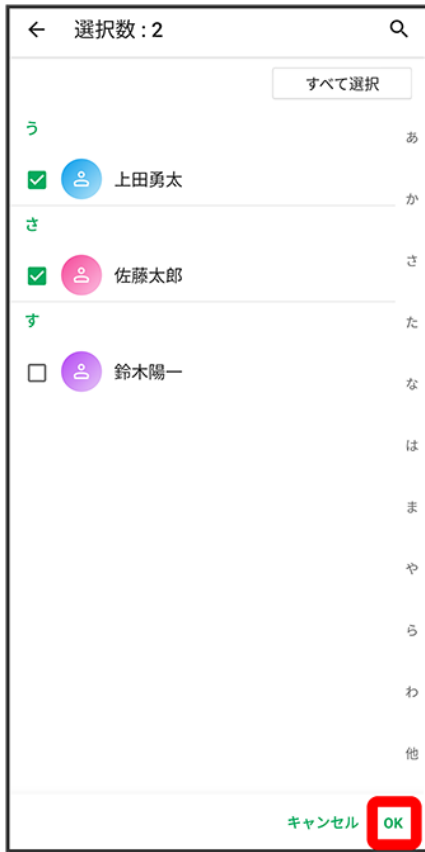 選択数 : 2
すべて選択
う
上田勇太
さ
佐藤太郎
す
鈴木陽一
あ
か
さ
た
な
は
ま
や
ら
わ
他
キャンセル OK